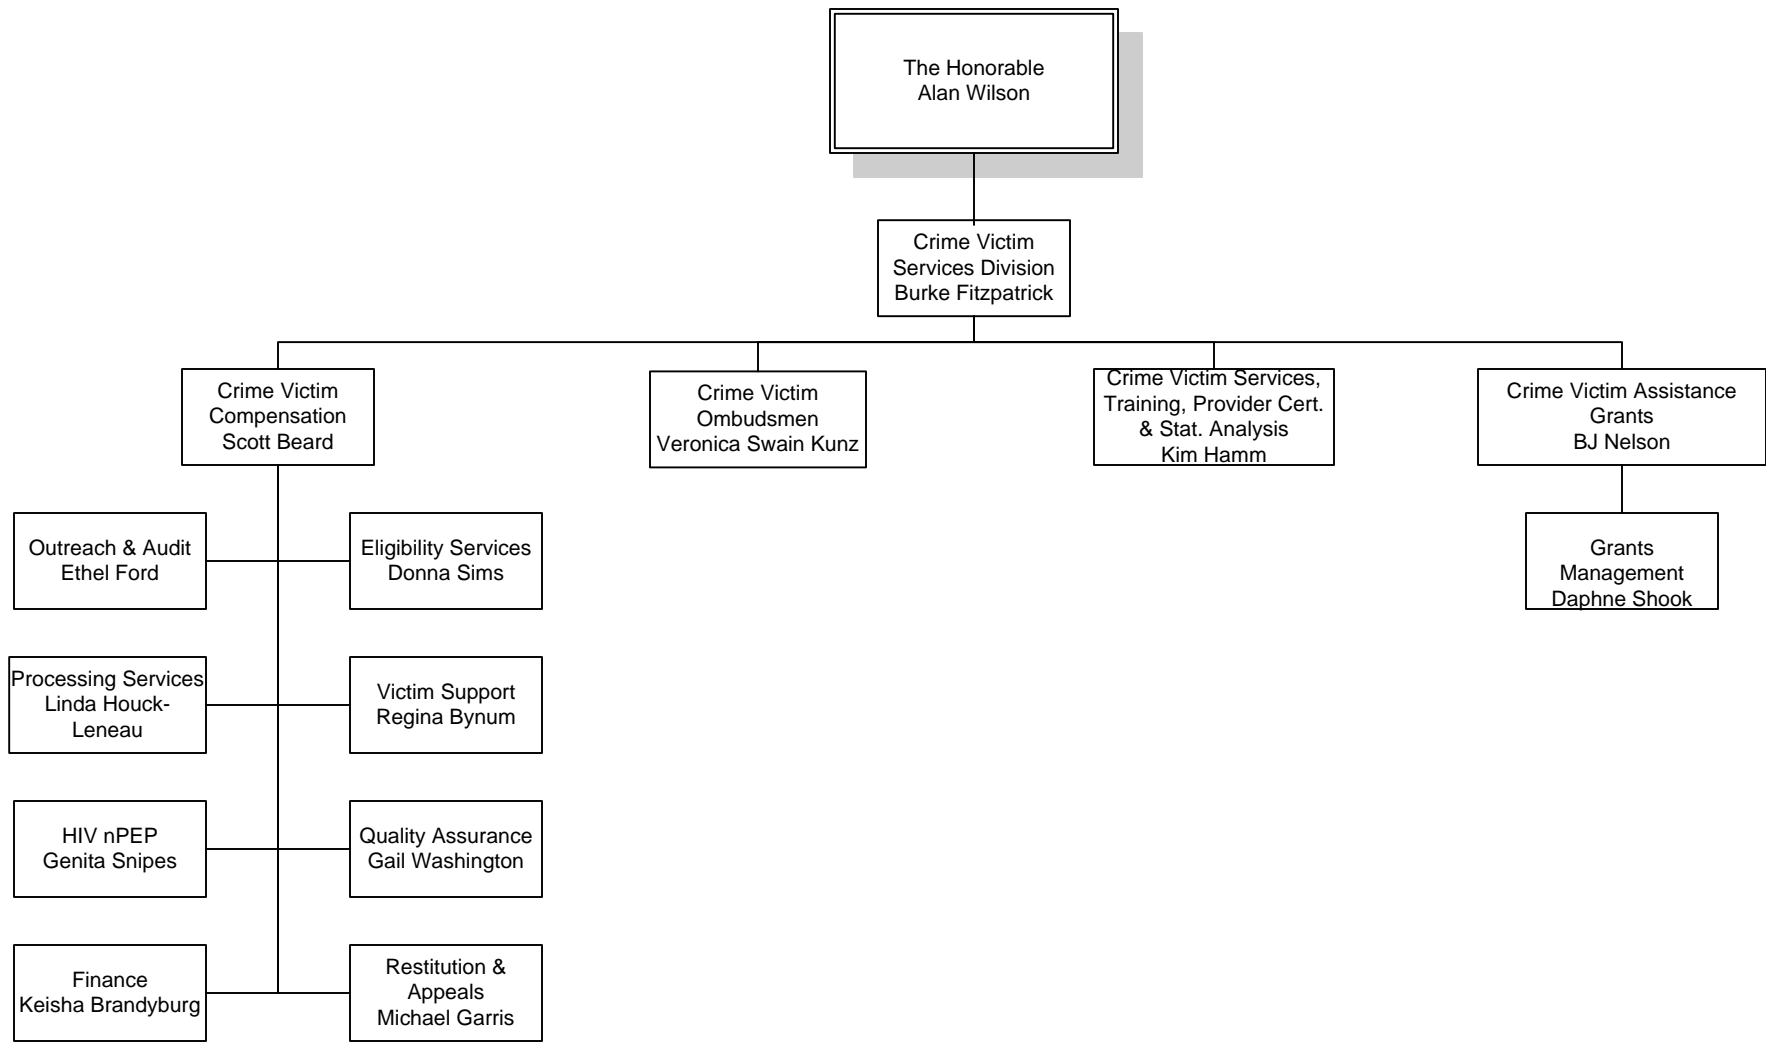 The Honorable
Alan Wilson
Crime Victim
Services Division
Burke Fitzpatrick
Crime Victim
Compensation
Scott Beard
Crime Victim
Ombudsmen
Veronica Swain Kunz
Crime Victim Services,
Training, Provider Cert.
& Stat. Analysis
Kim Hamm
Crime Victim Assistance
Grants
BJ Nelson
Outreach & Audit
Ethel Ford
Eligibility Services
Donna Sims
Grants
Management
Daphne Shook
Processing Services
Linda Houck-
Leneau
Victim Support
Regina Bynum
HIV nPEP
Genita Snipes
Quality Assurance
Gail Washington
Finance
Keisha Brandyburg
Restitution &
Appeals
Michael Garris